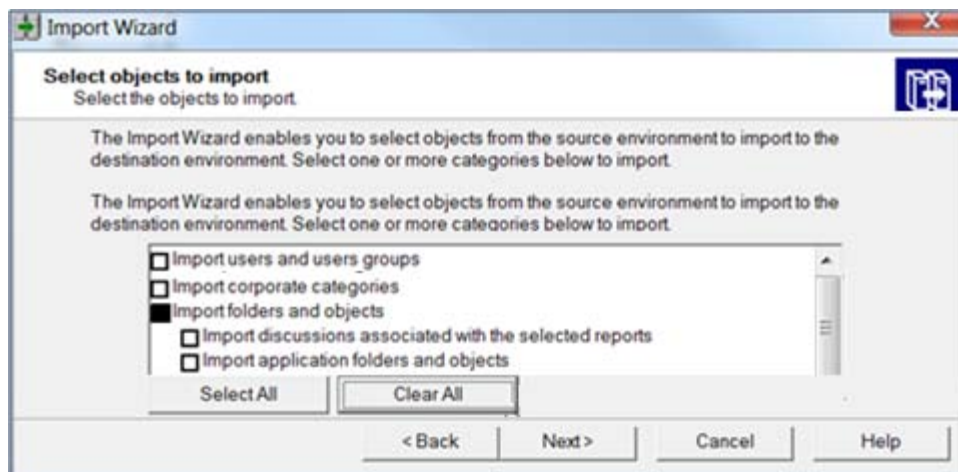 Import Wizard
Select objects to import
Select the objects to import.
The Import Wizard enables you to select objects from the source environment to import to the
destination environment. Select one or more categories below to import.
The Import Wizard enables you to select objects from the source environment to import to the
destination environment. Select one or more categories below to import.
Import users and users groups
Import corporate categories
Import folders and objects
Import discussions associated with the selected reports
Import application folders and objects
Select All Clear All
< Back Next > Cancel Help